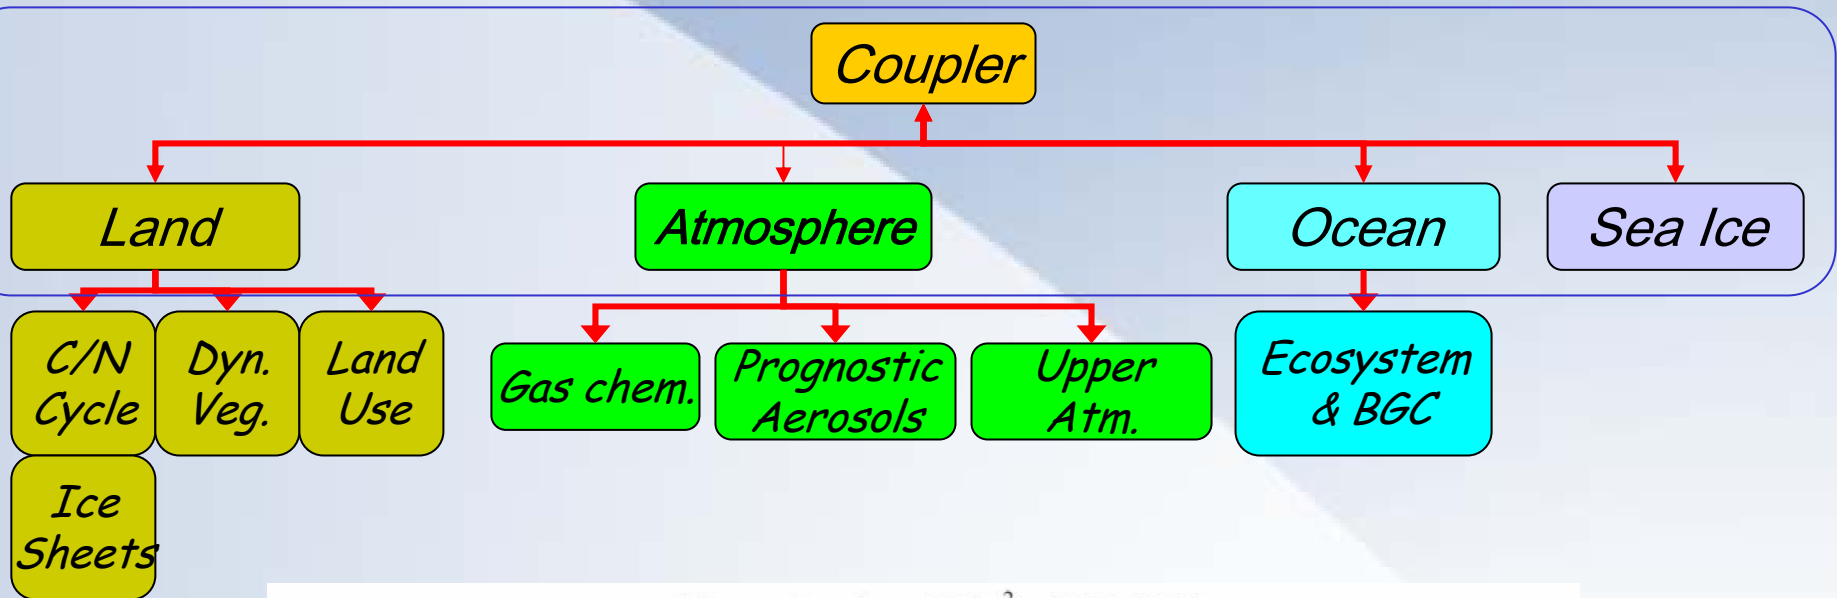 Coupler
Land
Atmosphere
Ocean
Sea Ice
C/N
Cycle
Dyn.
Veg.
Land
Use
Gas chem.
Prognostic
Aerosols
Upper
Atm.
Ecosystem
& BGC
Ice
Sheets